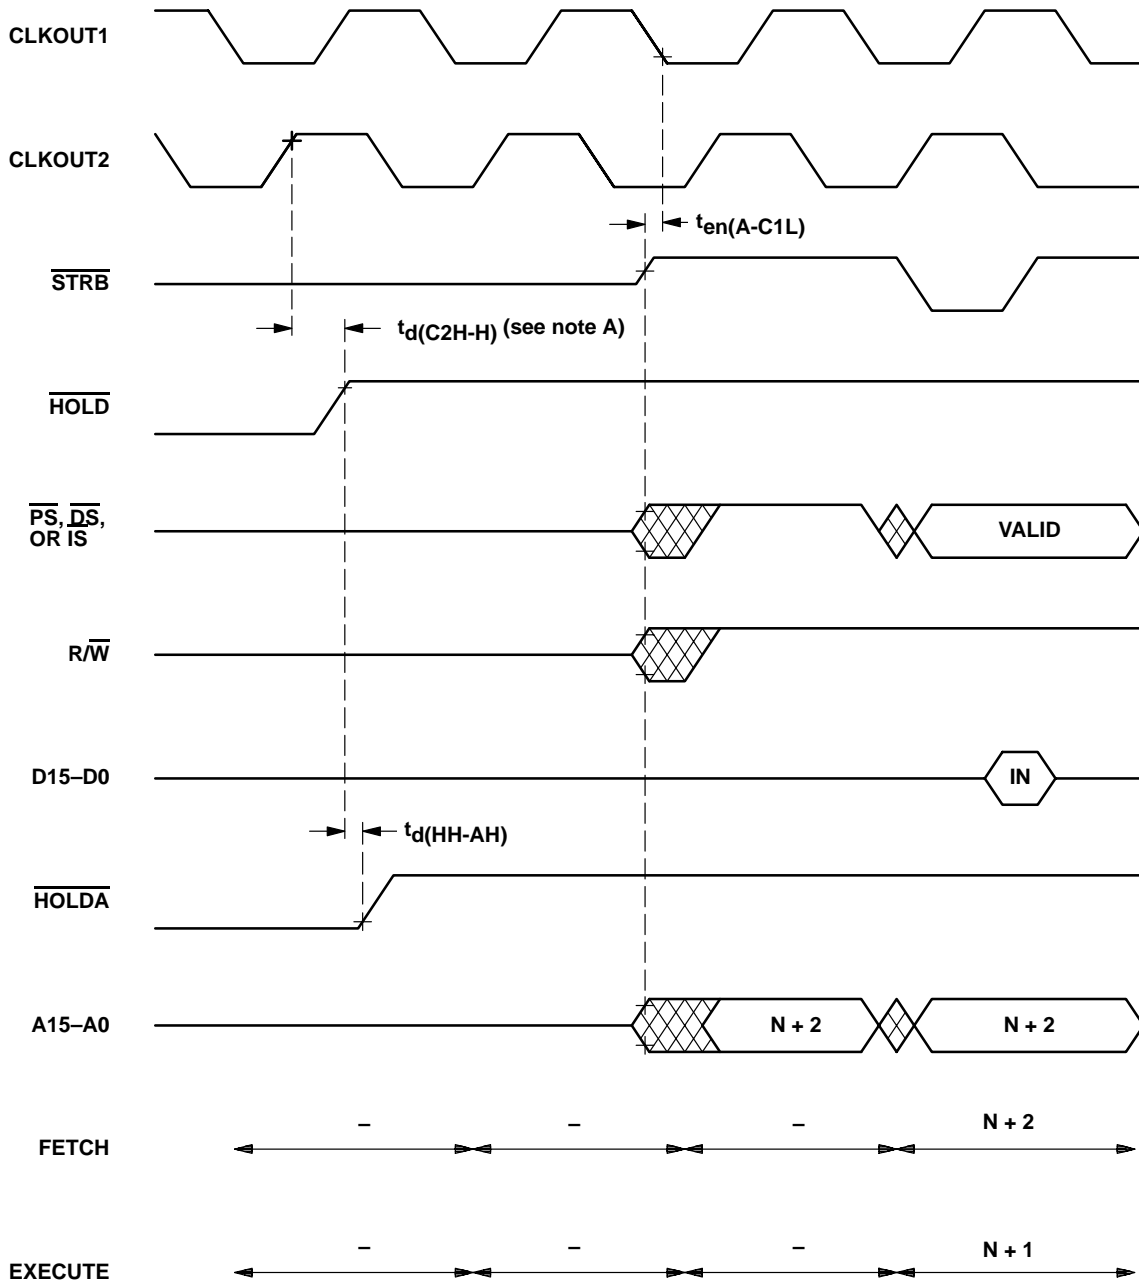 CLKOUT1
CLKOUT2
ten(A-C1L)
STRB
td(C2H-H) (see note A)
HOLD
PS, DS,
OR IS
VALID
R/W
D15–D0
IN
td(HH-AH)
HOLDA
A15–A0
N + 2
N + 2
FETCH
–
–
–
N + 2
EXECUTE
–
–
–
N + 1